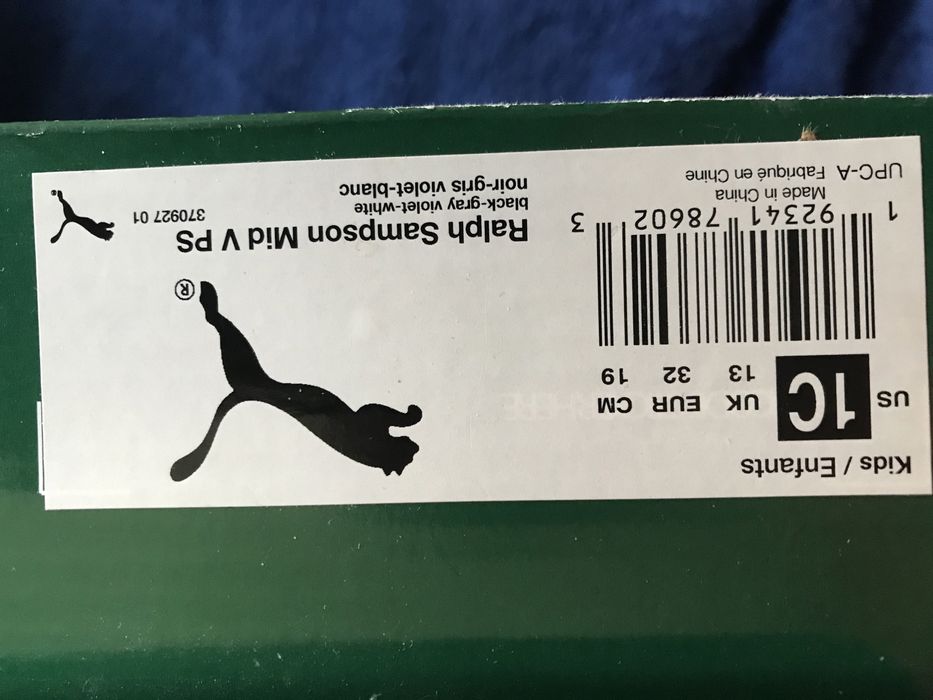 Kids / Enfants
US 1C
UK EUR CM
13 32 19
1 92341 78602 3
Made in China
UPC-A Fabriqué en Chine
®
Ralph Sampson Mid V PS
black-gray violet-white
noir-gris violet-blanc
370927 01